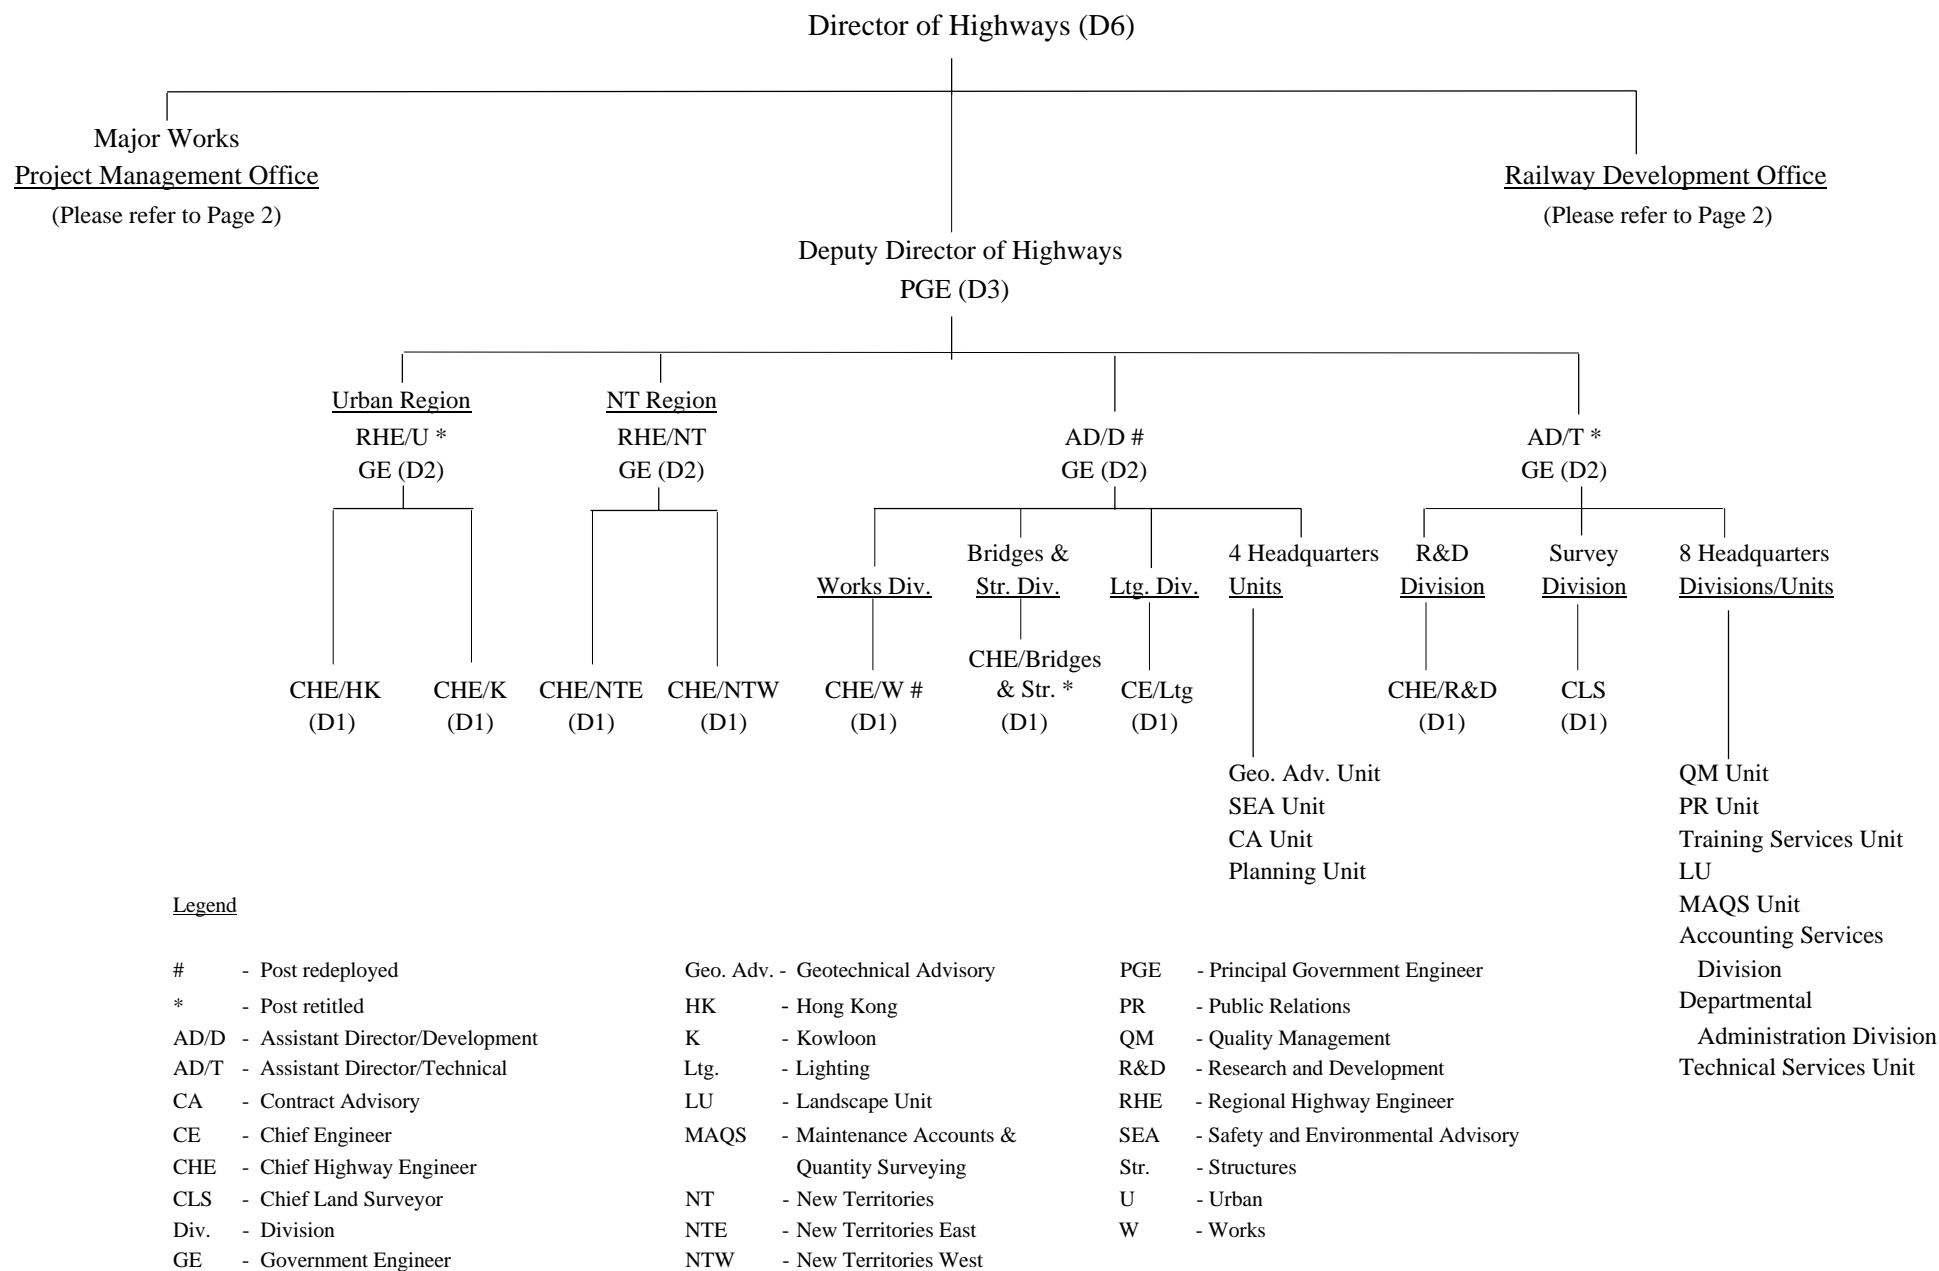 Director of Highways (D6)
Major Works
Project Management Office
(Please refer to Page 2)
Railway Development Office
(Please refer to Page 2)
Deputy Director of Highways
PGE (D3)
Urban Region
RHE/U *
GE (D2)
NT Region
RHE/NT
GE (D2)
AD/D #
GE (D2)
AD/T *
GE (D2)
CHE/HK
(D1)
CHE/K
(D1)
CHE/NTE
(D1)
CHE/NTW
(D1)
Works Div.
CHE/W #
(D1)
Bridges &
Str. Div.
CHE/Bridges
& Str. *
(D1)
Ltg. Div.
CE/Ltg
(D1)
4 Headquarters
Units
Geo. Adv. Unit
SEA Unit
CA Unit
Planning Unit
R&D
Division
CHE/R&D
(D1)
Survey
Division
CLS
(D1)
8 Headquarters
Divisions/Units
QM Unit
PR Unit
Training Services Unit
LU
MAQS Unit
Accounting Services
Division
Departmental
Administration Division
Technical Services Unit
Legend
# - Post redeployed
* - Post retitled
AD/D - Assistant Director/Development
AD/T - Assistant Director/Technical
CA - Contract Advisory
CE - Chief Engineer
CHE - Chief Highway Engineer
CLS - Chief Land Surveyor
Div. - Division
GE - Government Engineer
Geo. Adv. - Geotechnical Advisory
HK - Hong Kong
K - Kowloon
Ltg. - Lighting
LU - Landscape Unit
MAQS - Maintenance Accounts &
Quantity Surveying
NT - New Territories
NTE - New Territories East
NTW - New Territories West
PGE - Principal Government Engineer
PR - Public Relations
QM - Quality Management
R&D - Research and Development
RHE - Regional Highway Engineer
SEA - Safety and Environmental Advisory
Str. - Structures
U - Urban
W - Works